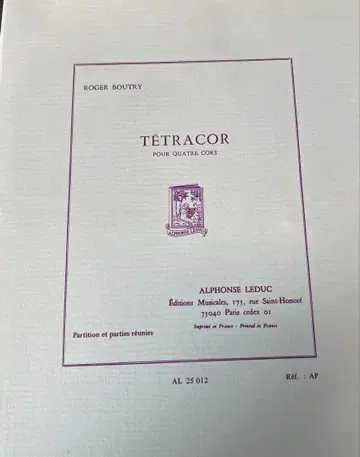 ROGER BOUTRY
TÉTRACOR
POUR QUATRE CORS
ALPHONSE LEDUC
ALPHONSE LEDUC
Éditions Musicales, 175, rue Saint-Honoré
75040 Paris cedex 01
Imprimé en France - Printed in France
Partition et parties réunies
AL 25 012
Réf. : AP